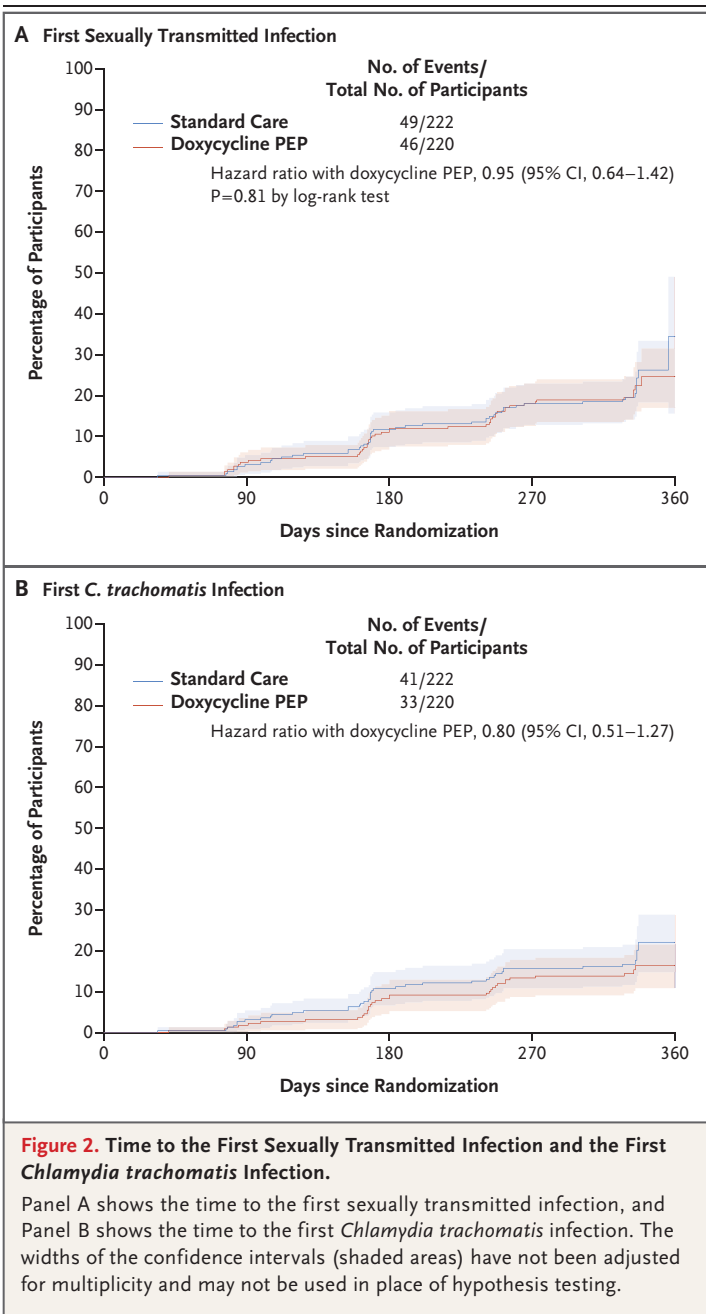 A First Sexually Transmitted Infection
100
90
80
70
60
50
40
30
20
10
0
Percentage of Participants
No. of Events/
Total No. of Participants
Standard Care 49/222
Doxycycline PEP 46/220
Hazard ratio with doxycycline PEP, 0.95 (95% CI, 0.64–1.42)
P=0.81 by log-rank test
0 90 180 270 360
Days since Randomization
B First C. trachomatis Infection
100
90
80
70
60
50
40
30
20
10
0
Percentage of Participants
No. of Events/
Total No. of Participants
Standard Care 41/222
Doxycycline PEP 33/220
Hazard ratio with doxycycline PEP, 0.80 (95% CI, 0.51–1.27)
0 90 180 270 360
Days since Randomization
Figure 2. Time to the First Sexually Transmitted Infection and the First
Chlamydia trachomatis Infection.
Panel A shows the time to the first sexually transmitted infection, and
Panel B shows the time to the first Chlamydia trachomatis infection. The
widths of the confidence intervals (shaded areas) have not been adjusted
for multiplicity and may not be used in place of hypothesis testing.